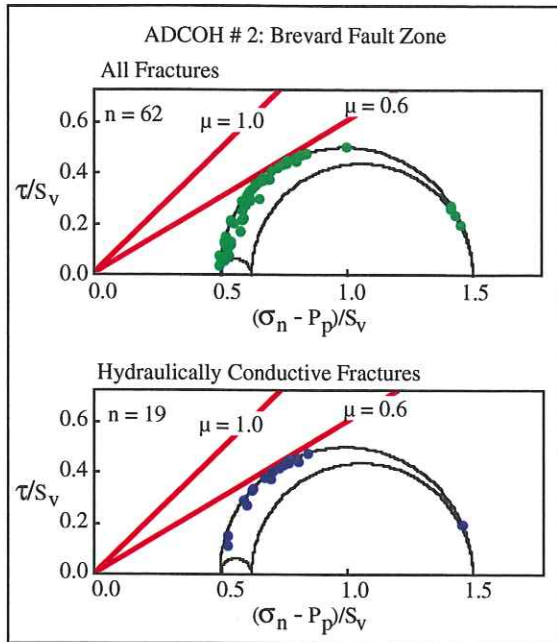 ADCOH # 2: Brevard Fault Zone
All Fractures
n = 62
μ = 1.0
μ = 0.6
0.6
0.4
τ/Sv
0.2
0.0
0.0 0.5 1.0 1.5
(σn - Pp)/Sv
Hydraulically Conductive Fractures
n = 19
μ = 1.0
μ = 0.6
0.6
0.4
τ/Sv
0.2
0.0
0.0 0.5 1.0 1.5
(σn - Pp)/Sv